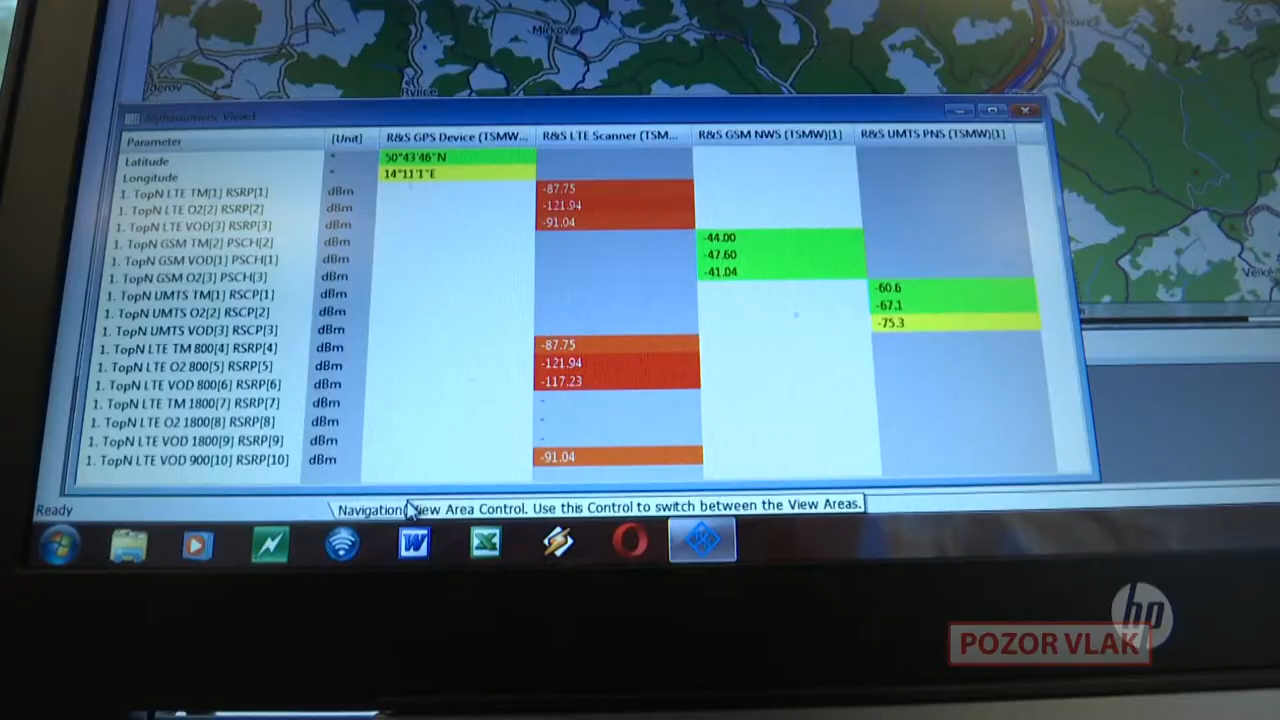 Mirkov
Rylice
Velké
Alphanumeric View:1
Parameter [Unit] R&S GPS Device (TSMW... R&S LTE Scanner (TSM... R&S GSM NWS (TSMW)[1] R&S UMTS PNS (TSMW)[1]
Latitude ° 50°43'46"N
Longitude ° 14°11'1"E
1. TopN LTE TM[1] RSRP[1] dBm -87.75
1. TopN LTE O2[2] RSRP[2] dBm -121.94
1. TopN LTE VOD[3] RSRP[3] dBm -91.04
1. TopN GSM TM[2] PSCH[2] dBm -44.00
1. TopN GSM VOD[1] PSCH[1] dBm -47.60
1. TopN GSM O2[3] PSCH[3] dBm -41.04
1. TopN UMTS TM[1] RSCP[1] dBm -60.6
1. TopN UMTS O2[2] RSCP[2] dBm -67.1
1. TopN UMTS VOD[3] RSCP[3] dBm -75.3
1. TopN LTE TM 800[4] RSRP[4] dBm -87.75
1. TopN LTE O2 800[5] RSRP[5] dBm -121.94
1. TopN LTE VOD 800[6] RSRP[6] dBm -117.23
1. TopN LTE TM 1800[7] RSRP[7] dBm -
1. TopN LTE O2 1800[8] RSRP[8] dBm -
1. TopN LTE VOD 1800[9] RSRP[9] dBm -
1. TopN LTE VOD 900[10] RSRP[10] dBm -91.04
Ready
Navigation View Area Control. Use this Control to switch between the View Areas.
hp
POZOR VLAK